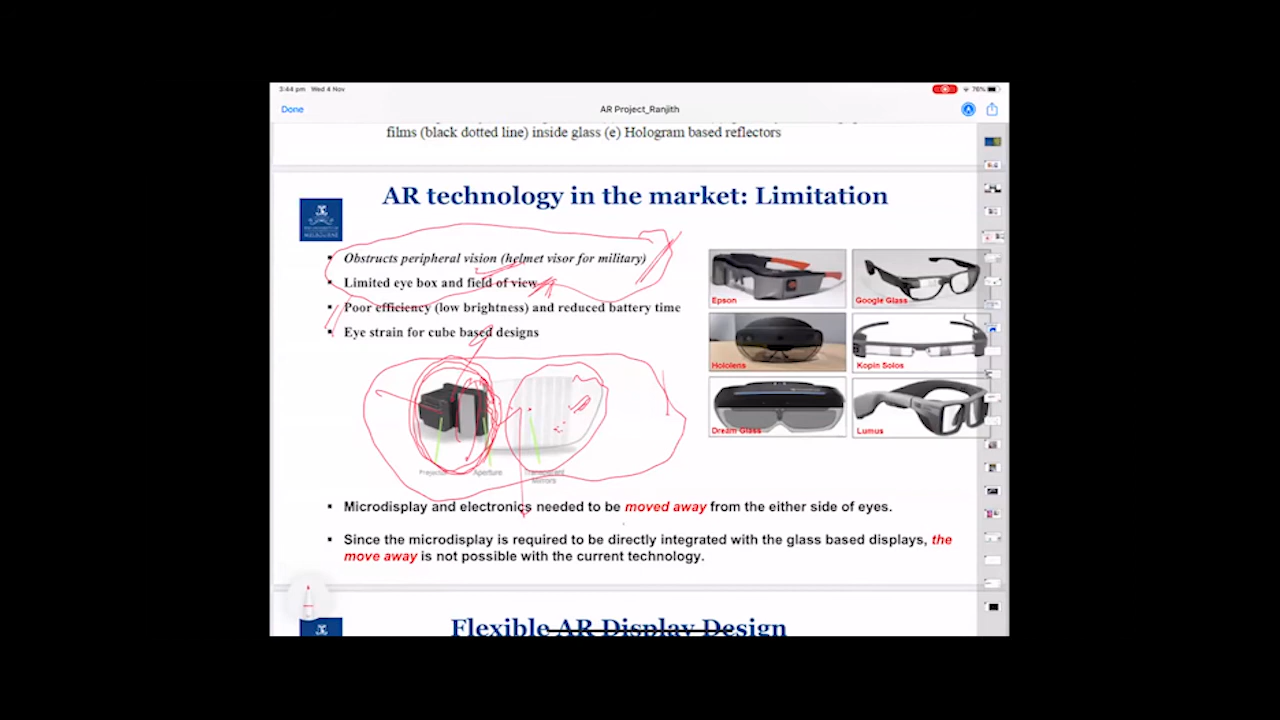 3:44 pm Wed 4 Nov
76%
Done
AR Project_Ranjith
films (black dotted line) inside glass (e) Hologram based reflectors
AR technology in the market: Limitation
▪ Obstructs peripheral vision (helmet visor for military)
▪ Limited eye box and field of view
▪ Poor efficiency (low brightness) and reduced battery time
▪ Eye strain for cube based designs
Epson
Google Glass
Hololens
Kopin Solos
Dream Glass
Lumus
Projector
Aperture
Transparent
Mirrors
▪ Microdisplay and electronics needed to be moved away from the either side of eyes.
▪ Since the microdisplay is required to be directly integrated with the glass based displays, the
move away is not possible with the current technology.
Flexible AR Display Design